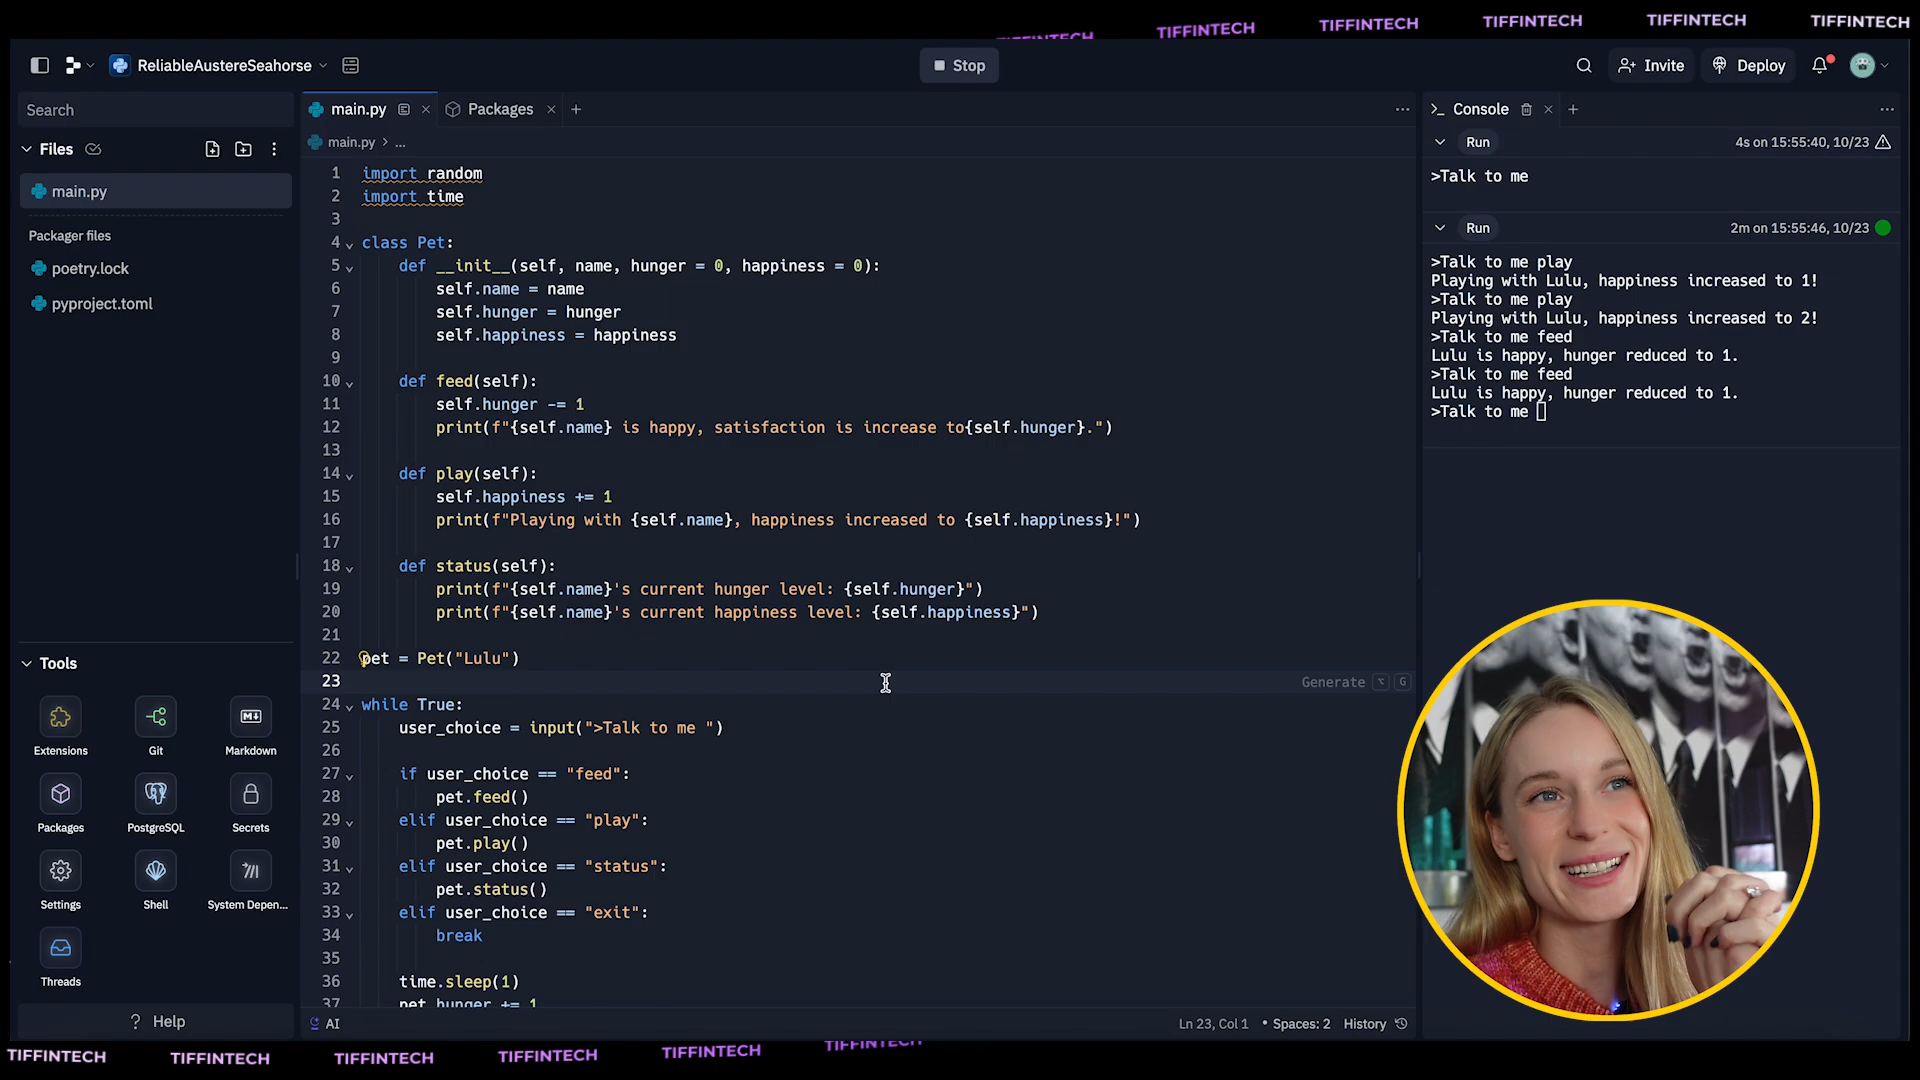 TIFFINTECH TIFFINTECH TIFFINTECH TIFFINTECH TIFFINTECH TIFFINTECH
ReliableAustereSeahorse
Stop
Invite
Deploy
Search
Files
main.py
Packager files
poetry.lock
pyproject.toml
Tools
Extensions
Git
Markdown
Packages
PostgreSQL
Secrets
Settings
Shell
System Depen...
Threads
? Help
main.py
Packages
main.py > ...
1 import random
2 import time
3
4 class Pet:
5 def __init__(self, name, hunger = 0, happiness = 0):
6 self.name = name
7 self.hunger = hunger
8 self.happiness = happiness
9
10 def feed(self):
11 self.hunger -= 1
12 print(f"{self.name} is happy, satisfaction is increase to{self.hunger}.")
13
14 def play(self):
15 self.happiness += 1
16 print(f"Playing with {self.name}, happiness increased to {self.happiness}!")
17
18 def status(self):
19 print(f"{self.name}'s current hunger level: {self.hunger}")
20 print(f"{self.name}'s current happiness level: {self.happiness}")
21
22 pet = Pet("Lulu")
23 Generate G
24 while True:
25 user_choice = input(">Talk to me ")
26
27 if user_choice == "feed":
28 pet.feed()
29 elif user_choice == "play":
30 pet.play()
31 elif user_choice == "status":
32 pet.status()
33 elif user_choice == "exit":
34 break
35
36 time.sleep(1)
37 pet hunger += 1
AI
Ln 23, Col 1 • Spaces: 2 History
Console
Run 4s on 15:55:40, 10/23
>Talk to me
Run 2m on 15:55:46, 10/23
>Talk to me play
Playing with Lulu, happiness increased to 1!
>Talk to me play
Playing with Lulu, happiness increased to 2!
>Talk to me feed
Lulu is happy, hunger reduced to 1.
>Talk to me feed
Lulu is happy, hunger reduced to 1.
>Talk to me
TIFFINTECH TIFFINTECH TIFFINTECH TIFFINTECH TIFFINTECH TIFFINTECH